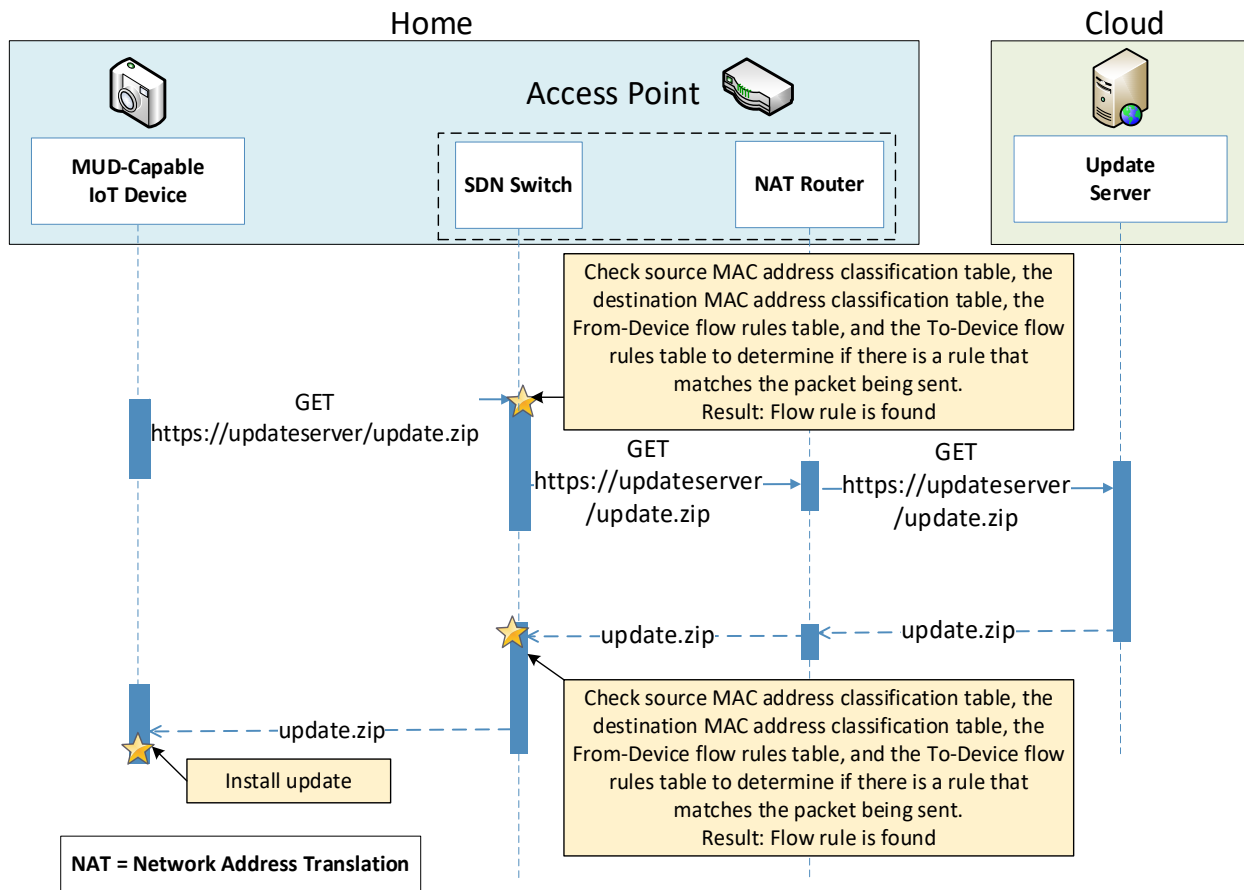 Home
Cloud
Access Point
MUD-Capable
IoT Device
SDN Switch
NAT Router
Update
Server
Check source MAC address classification table, the
destination MAC address classification table, the
From-Device flow rules table, and the To-Device flow
rules table to determine if there is a rule that
matches the packet being sent.
Result: Flow rule is found
GET
https://updateserver/update.zip
GET
https://updateserver
/update.zip
GET
https://updateserver
/update.zip
update.zip
update.zip
update.zip
Check source MAC address classification table, the
destination MAC address classification table, the
From-Device flow rules table, and the To-Device flow
rules table to determine if there is a rule that
matches the packet being sent.
Result: Flow rule is found
Install update
NAT = Network Address Translation